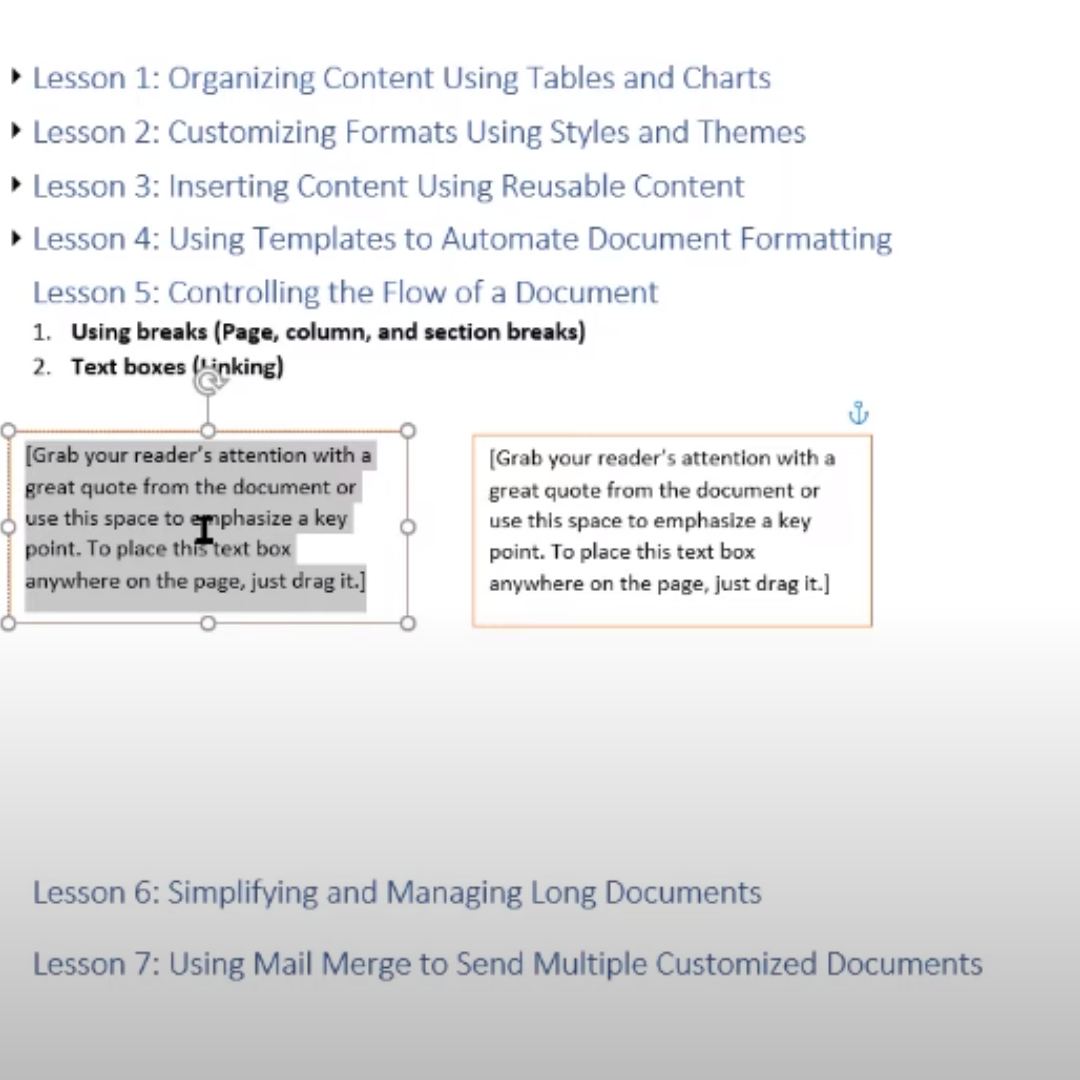 Lesson 1: Organizing Content Using Tables and Charts
Lesson 2: Customizing Formats Using Styles and Themes
Lesson 3: Inserting Content Using Reusable Content
Lesson 4: Using Templates to Automate Document Formatting
Lesson 5: Controlling the Flow of a Document
1. Using breaks (Page, column, and section breaks)
2. Text boxes (Linking)
[Grab your reader's attention with a
great quote from the document or
use this space to emphasize a key
point. To place this text box
anywhere on the page, just drag it.]
[Grab your reader's attention with a
great quote from the document or
use this space to emphasize a key
point. To place this text box
anywhere on the page, just drag it.]
Lesson 6: Simplifying and Managing Long Documents
Lesson 7: Using Mail Merge to Send Multiple Customized Documents